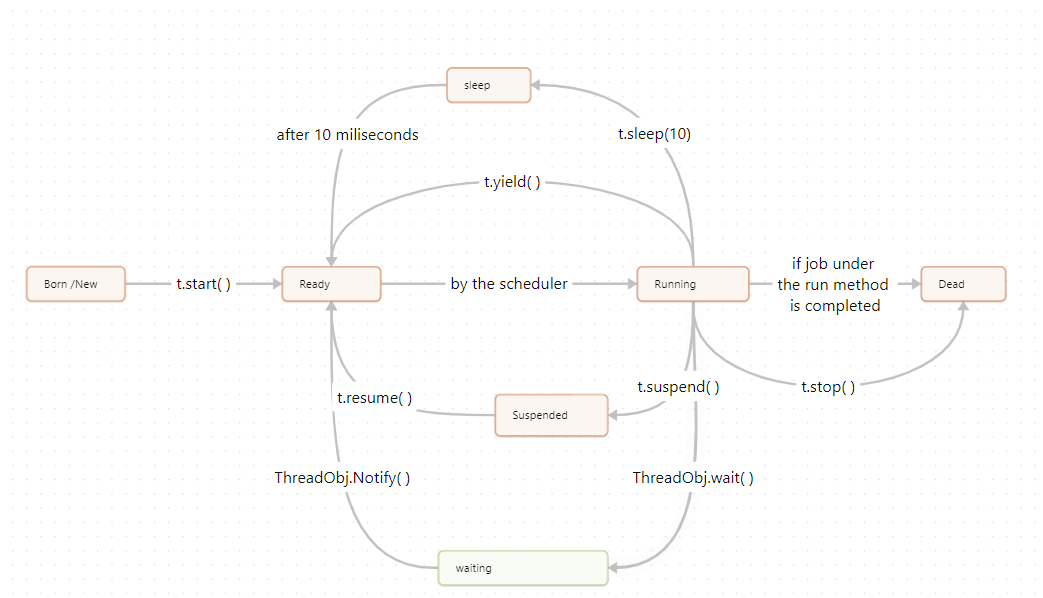 sleep
after 10 miliseconds
t.sleep(10)
t.yield( )
Born /New
t.start( )
Ready
by the scheduler
Running
if job under
the run method
is completed
Dead
t.resume( )
Suspended
t.suspend( )
t.stop( )
ThreadObj.Notify( )
ThreadObj.wait( )
waiting